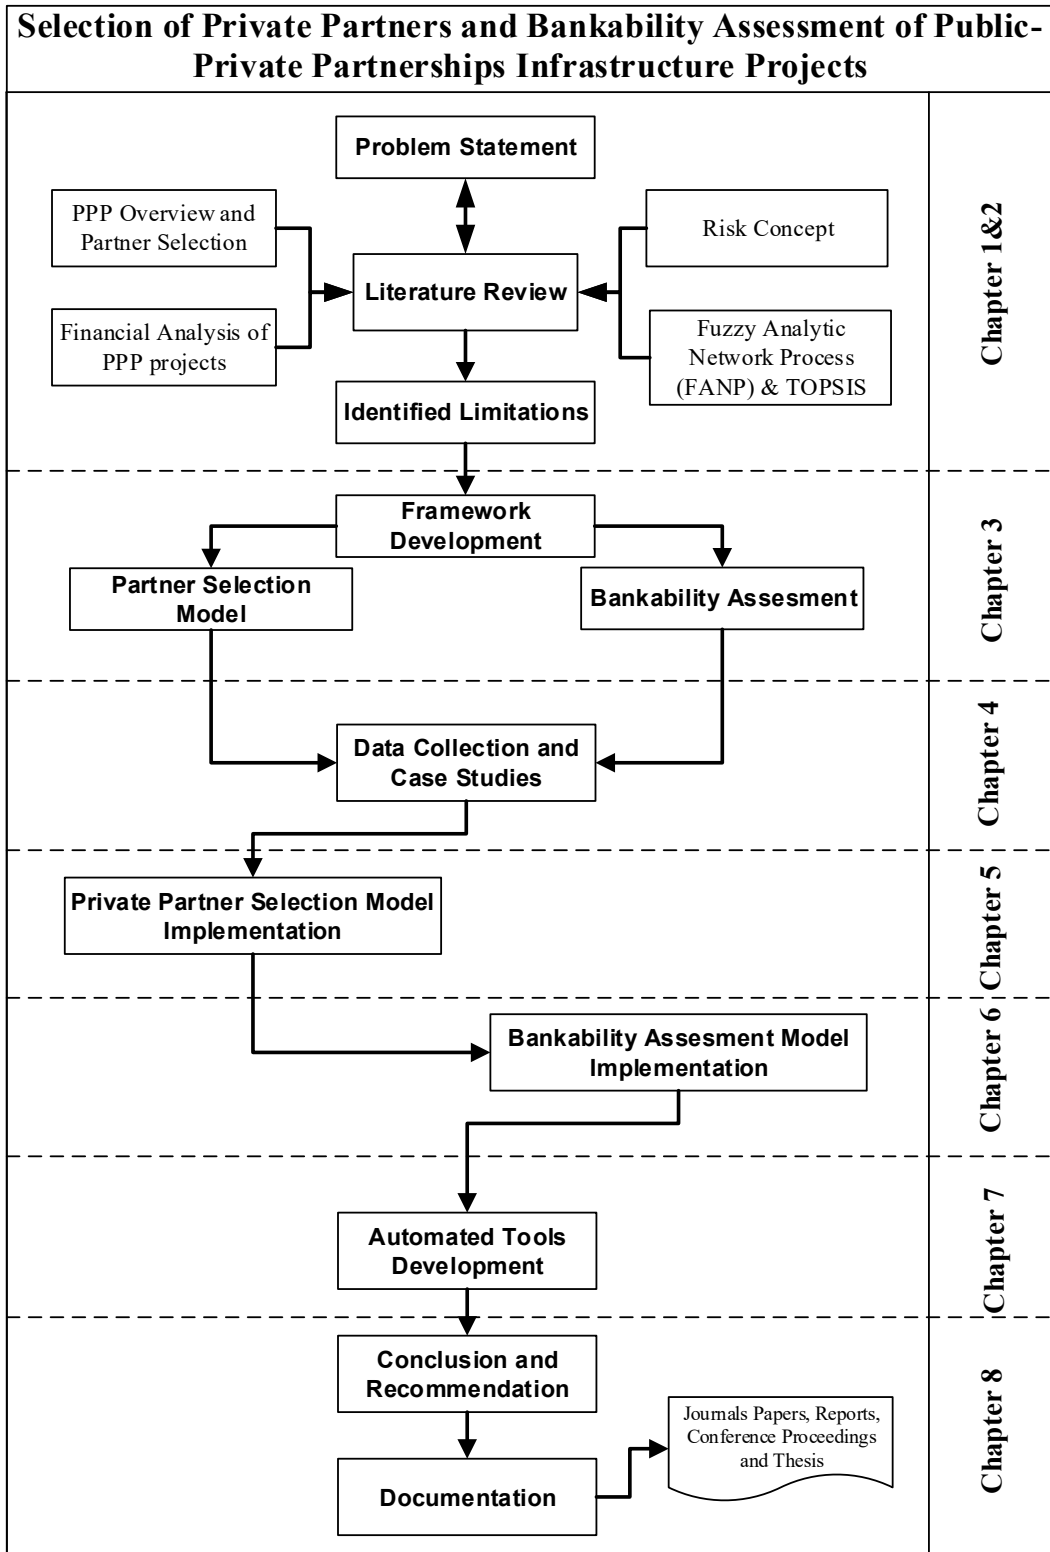 Selection of Private Partners and Bankability Assessment of Public-
Private Partnerships Infrastructure Projects
Problem Statement
PPP Overview and
Partner Selection
Risk Concept
Literature Review
Financial Analysis of
PPP projects
Fuzzy Analytic
Network Process
(FANP) & TOPSIS
Identified Limitations
Chapter 1&2
Framework
Development
Partner Selection
Model
Bankability Assesment
Chapter 3
Data Collection and
Case Studies
Chapter 4
Private Partner Selection Model
Implementation
Chapter 5
Bankability Assesment Model
Implementation
Chapter 6
Automated Tools
Development
Chapter 7
Conclusion and
Recommendation
Journals Papers, Reports,
Conference Proceedings
and Thesis
Documentation
Chapter 8